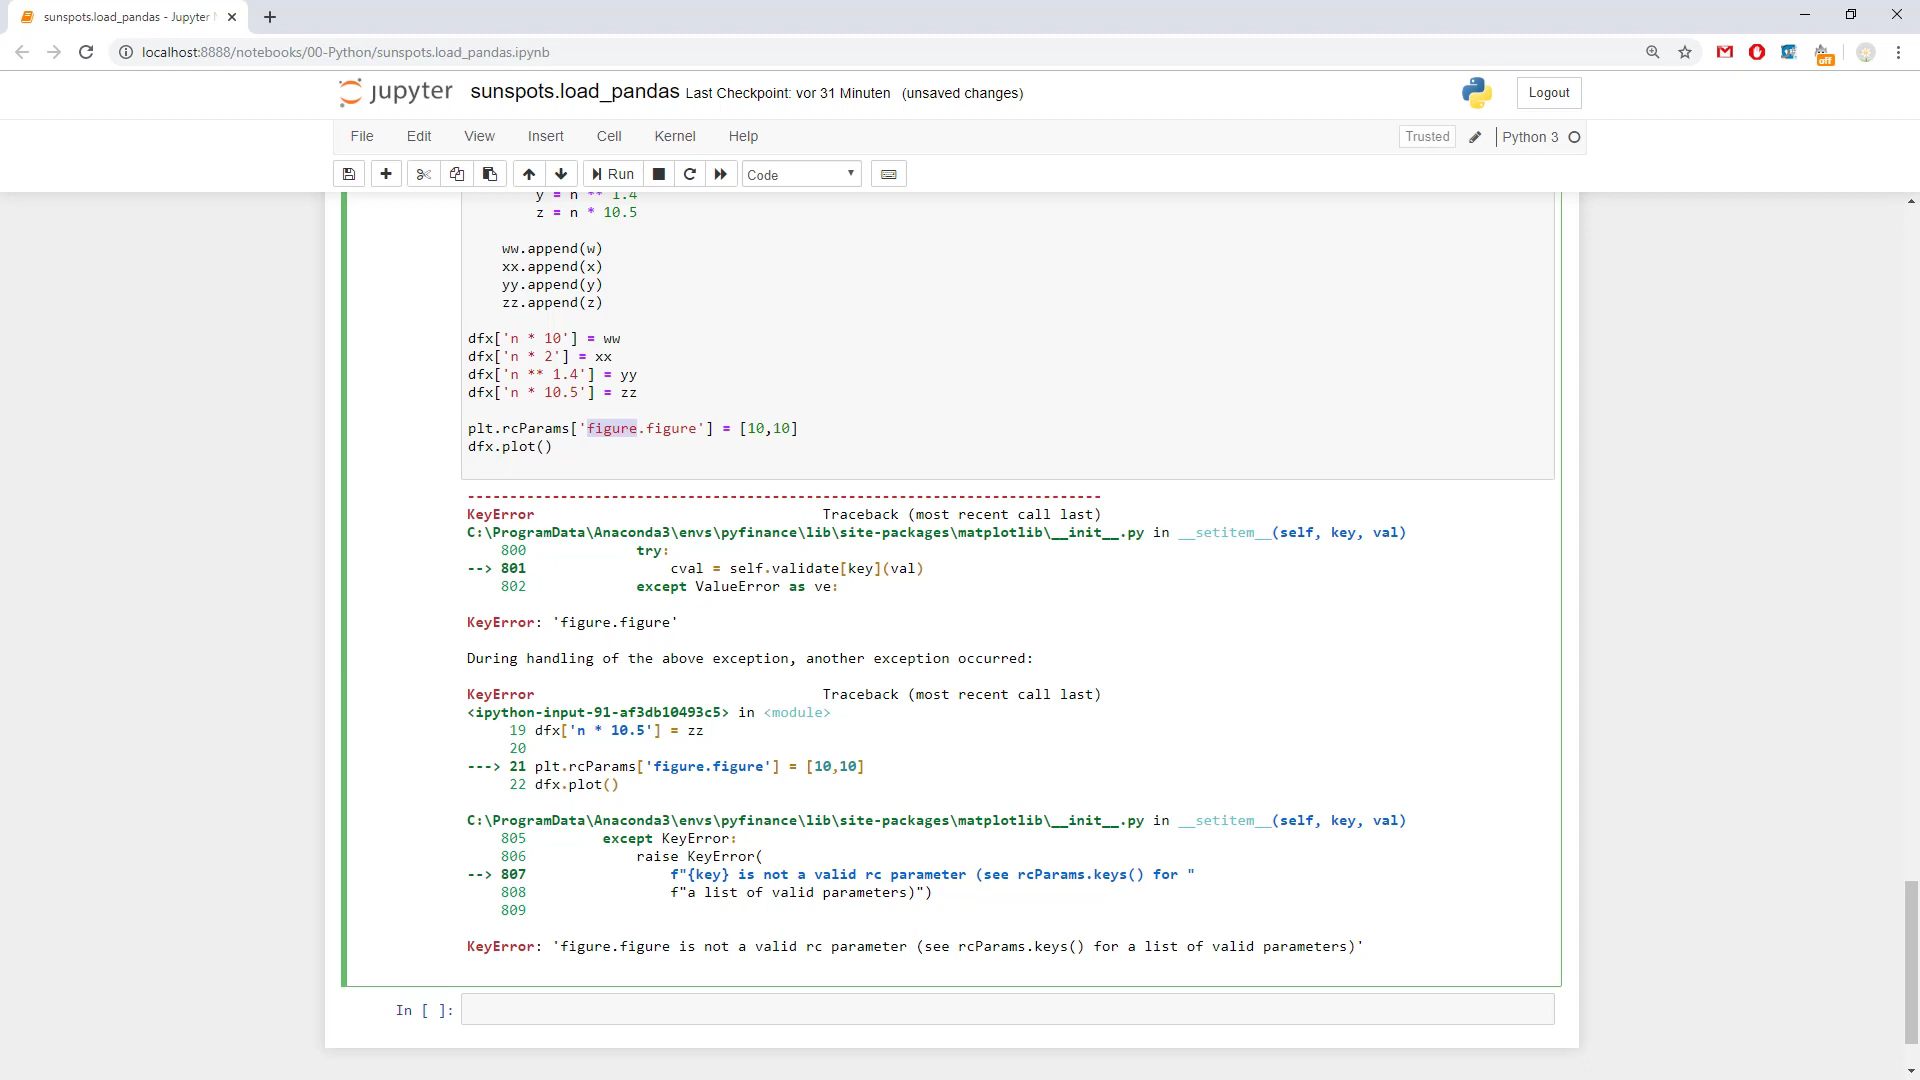 sunspots.load_pandas - Jupyter
localhost:8888/notebooks/00-Python/sunspots.load_pandas.ipynb
off
jupyter sunspots.load_pandas Last Checkpoint: vor 31 Minuten (unsaved changes)
Logout
File Edit View Insert Cell Kernel Help
Trusted Python 3
Run Code
y = n ** 1.4
z = n * 10.5
ww.append(w)
xx.append(x)
yy.append(y)
zz.append(z)
dfx['n * 10'] = ww
dfx['n * 2'] = xx
dfx['n ** 1.4'] = yy
dfx['n * 10.5'] = zz
plt.rcParams['figure.figure'] = [10,10]
dfx.plot()
---------------------------------------------------------------------------
KeyError Traceback (most recent call last)
C:\ProgramData\Anaconda3\envs\pyfinance\lib\site-packages\matplotlib\__init__.py in __setitem__(self, key, val)
800 try:
--> 801 cval = self.validate[key](val)
802 except ValueError as ve:
KeyError: 'figure.figure'
During handling of the above exception, another exception occurred:
KeyError Traceback (most recent call last)
<ipython-input-91-af3db10493c5> in <module>
19 dfx['n * 10.5'] = zz
20
---> 21 plt.rcParams['figure.figure'] = [10,10]
22 dfx.plot()
C:\ProgramData\Anaconda3\envs\pyfinance\lib\site-packages\matplotlib\__init__.py in __setitem__(self, key, val)
805 except KeyError:
806 raise KeyError(
--> 807 f"{key} is not a valid rc parameter (see rcParams.keys() for "
808 f"a list of valid parameters)")
809
KeyError: 'figure.figure is not a valid rc parameter (see rcParams.keys() for a list of valid parameters)'
In [ ]: